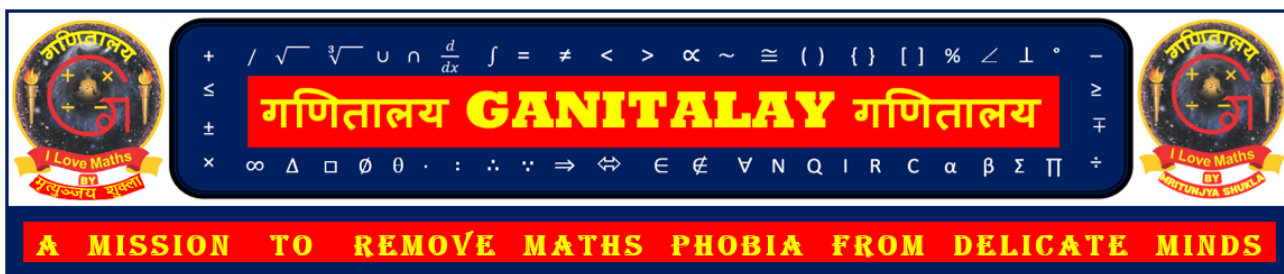 गणितालय
+ ×
÷ −
I Love Maths
BY
मृत्युञ्जय शुक्ला
+ / √ ∛ ∪ ∩ d/dx ∫ = ≠ < > ∝ ~ ≅ ( ) { } [ ] % ∠ ⊥ ° −
≤ ≥
गणितालय GANITALAY गणितालय
± ∓
× ∞ Δ □ Ø θ · : ∴ ∵ ⇒ ⇔ ∈ ∉ ∀ N Q I R C α β Σ ∏ ÷
गणितालय
+ ×
÷ −
I Love Maths
BY
MRITUNJYA SHUKLA
A MISSION TO REMOVE MATHS PHOBIA FROM DELICATE MINDS